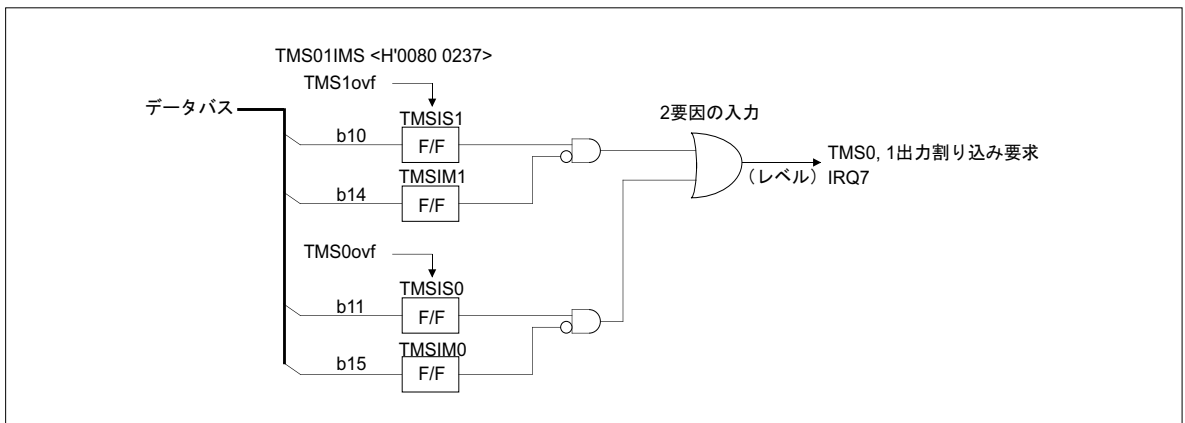 TMS01IMS <H'0080 0237>
TMS1ovf
データバス
TMSIS1
2要因の入力
b10
F/F
TMS0, 1出力割り込み要求
（レベル）IRQ7
TMSIM1
b14
F/F
TMS0ovf
TMSIS0
b11
F/F
TMSIM0
b15
F/F